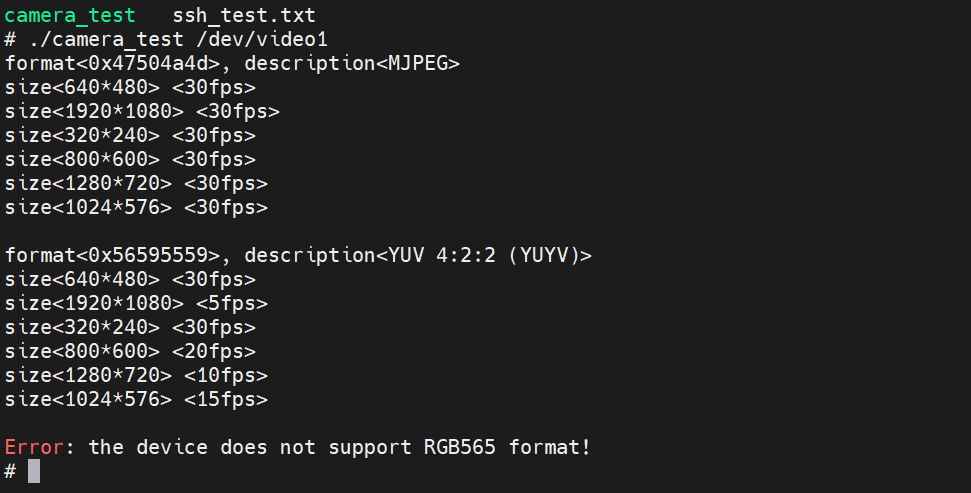 camera_test   ssh_test.txt
# ./camera_test /dev/video1
format<0x47504a4d>, description<MJPEG>
size<640*480> <30fps>
size<1920*1080> <30fps>
size<320*240> <30fps>
size<800*600> <30fps>
size<1280*720> <30fps>
size<1024*576> <30fps>

format<0x56595559>, description<YUV 4:2:2 (YUYV)>
size<640*480> <30fps>
size<1920*1080> <5fps>
size<320*240> <30fps>
size<800*600> <20fps>
size<1280*720> <10fps>
size<1024*576> <15fps>

Error: the device does not support RGB565 format!
#